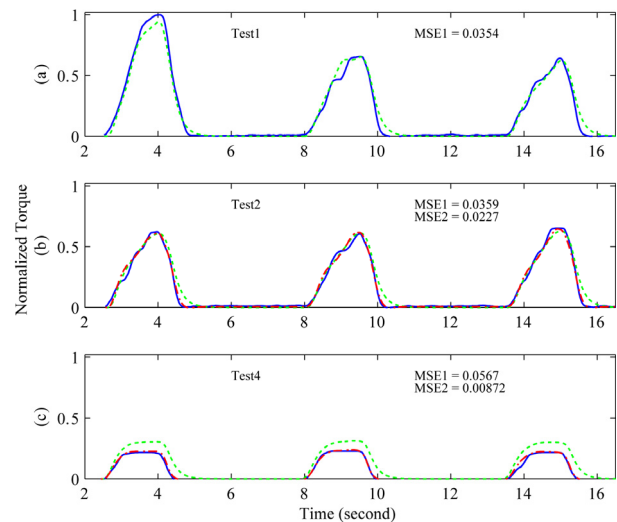 Normalized Torque
(a)
1
0.5
0
Test1
MSE1 = 0.0354
2 4 6 8 10 12 14 16
(b)
1
0.5
0
Test2
MSE1 = 0.0359
MSE2 = 0.0227
2 4 6 8 10 12 14 16
(c)
1
0.5
0
Test4
MSE1 = 0.0567
MSE2 = 0.00872
2 4 6 8 10 12 14 16
Time (second)